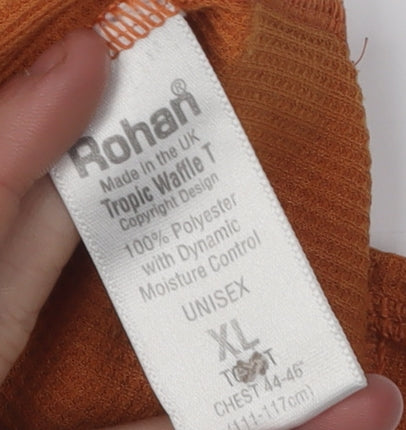 Rohan®
Made in the UK
Tropic Waffle T
Copyright Design
100% Polyester
with Dynamic
Moisture Control
UNISEX
XL
CHEST 44-46"
(111-117cm)